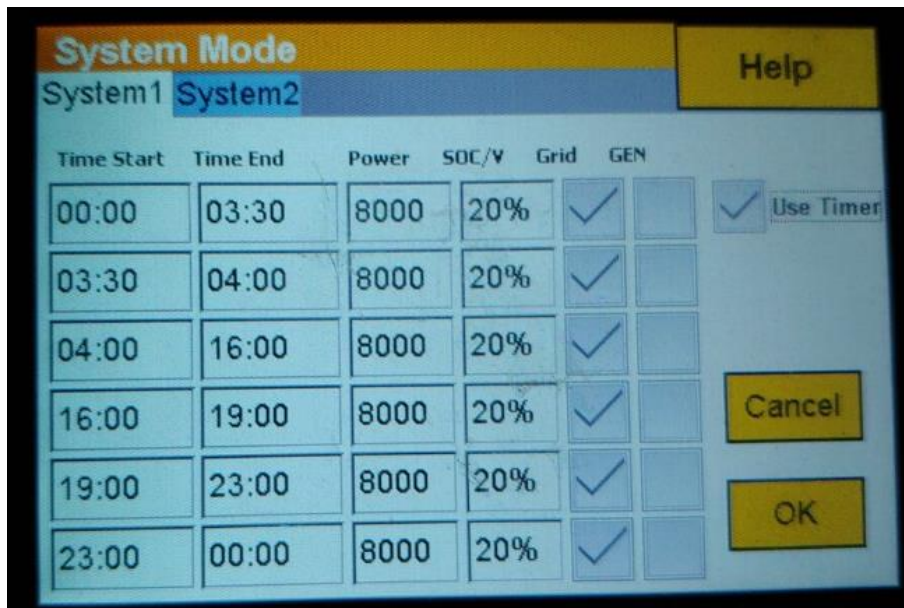 System Mode
Help
System1 System2
Time Start Time End Power SOC/V Grid GEN
00:00 03:30 8000 20% Use Timer
03:30 04:00 8000 20%
04:00 16:00 8000 20%
16:00 19:00 8000 20%
Cancel
19:00 23:00 8000 20%
OK
23:00 00:00 8000 20%